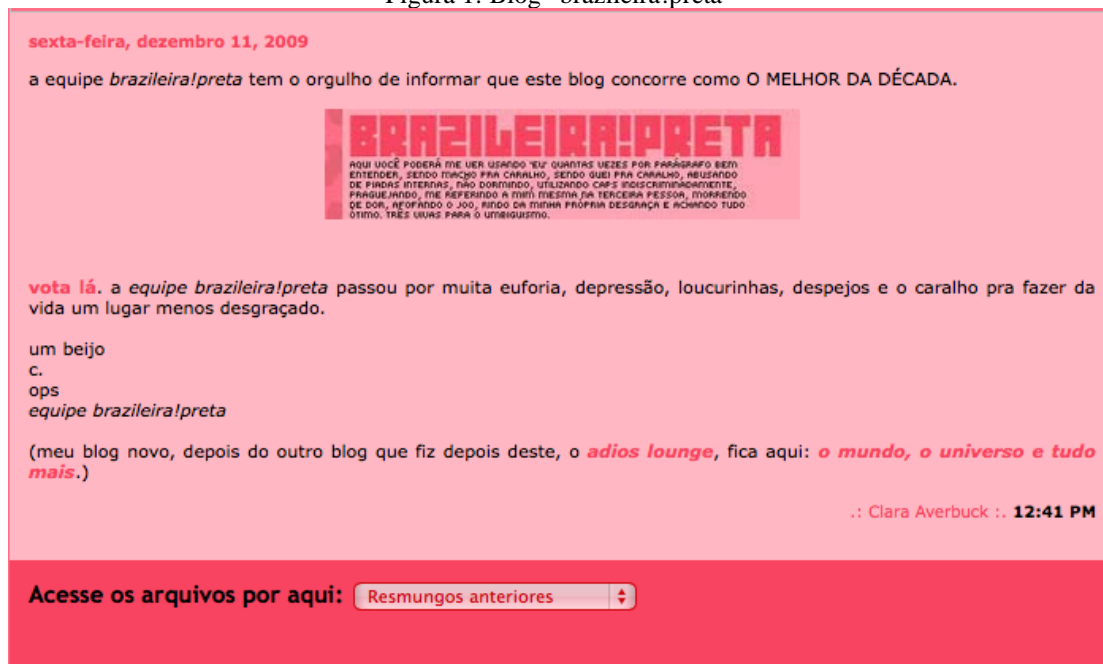 Figura 1: Blog "brazileira!preta"
sexta-feira, dezembro 11, 2009
a equipe brazileira!preta tem o orgulho de informar que este blog concorre como O MELHOR DA DÉCADA.
BRAZILEIRA!PRETA
AQUI VOCÊ PODERÁ ME VER USANDO 'EU' QUANTAS VEZES POR PARÁGRAFO BEM
ENTENDER, SENDO MACHO PRA CARALHO, SENDO GUEI PRA CARALHO, ABUSANDO
DE PIADAS INTERNAS, NÃO DORMINDO, UTILIZANDO CAPS INDISCRIMINADAMENTE,
PRAGUEJANDO, ME REFERINDO A MIM MESMA NA TERCEIRA PESSOA, MORRENDO
DE DOR, AFOFANDO O JOO, RINDO DA MINHA PRÓPRIA DESGRAÇA E ACHANDO TUDO
ÓTIMO. TRÊS VIVAS PARA O UMBIGUISMO.
vota lá. a equipe brazileira!preta passou por muita euforia, depressão, loucurinhas, despejos e o caralho pra fazer da
vida um lugar menos desgraçado.
um beijo
c.
ops
equipe brazileira!preta
(meu blog novo, depois do outro blog que fiz depois deste, o adios lounge, fica aqui: o mundo, o universo e tudo
mais.)
.: Clara Averbuck :. 12:41 PM
Acesse os arquivos por aqui: Resmungos anteriores